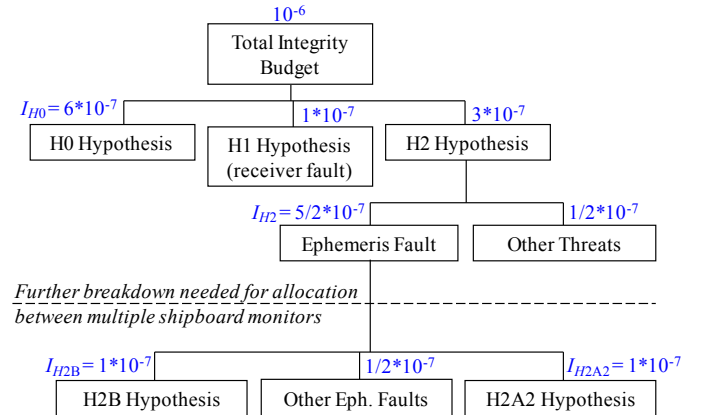 10-6
Total Integrity
Budget
IH0 = 6*10-7
1*10-7
3*10-7
H0 Hypothesis
H1 Hypothesis
(receiver fault)
H2 Hypothesis
IH2 = 5/2*10-7
1/2*10-7
Ephemeris Fault
Other Threats
Further breakdown needed for allocation
between multiple shipboard monitors
IH2B = 1*10-7
1/2*10-7
IH2A2 = 1*10-7
H2B Hypothesis
Other Eph. Faults
H2A2 Hypothesis